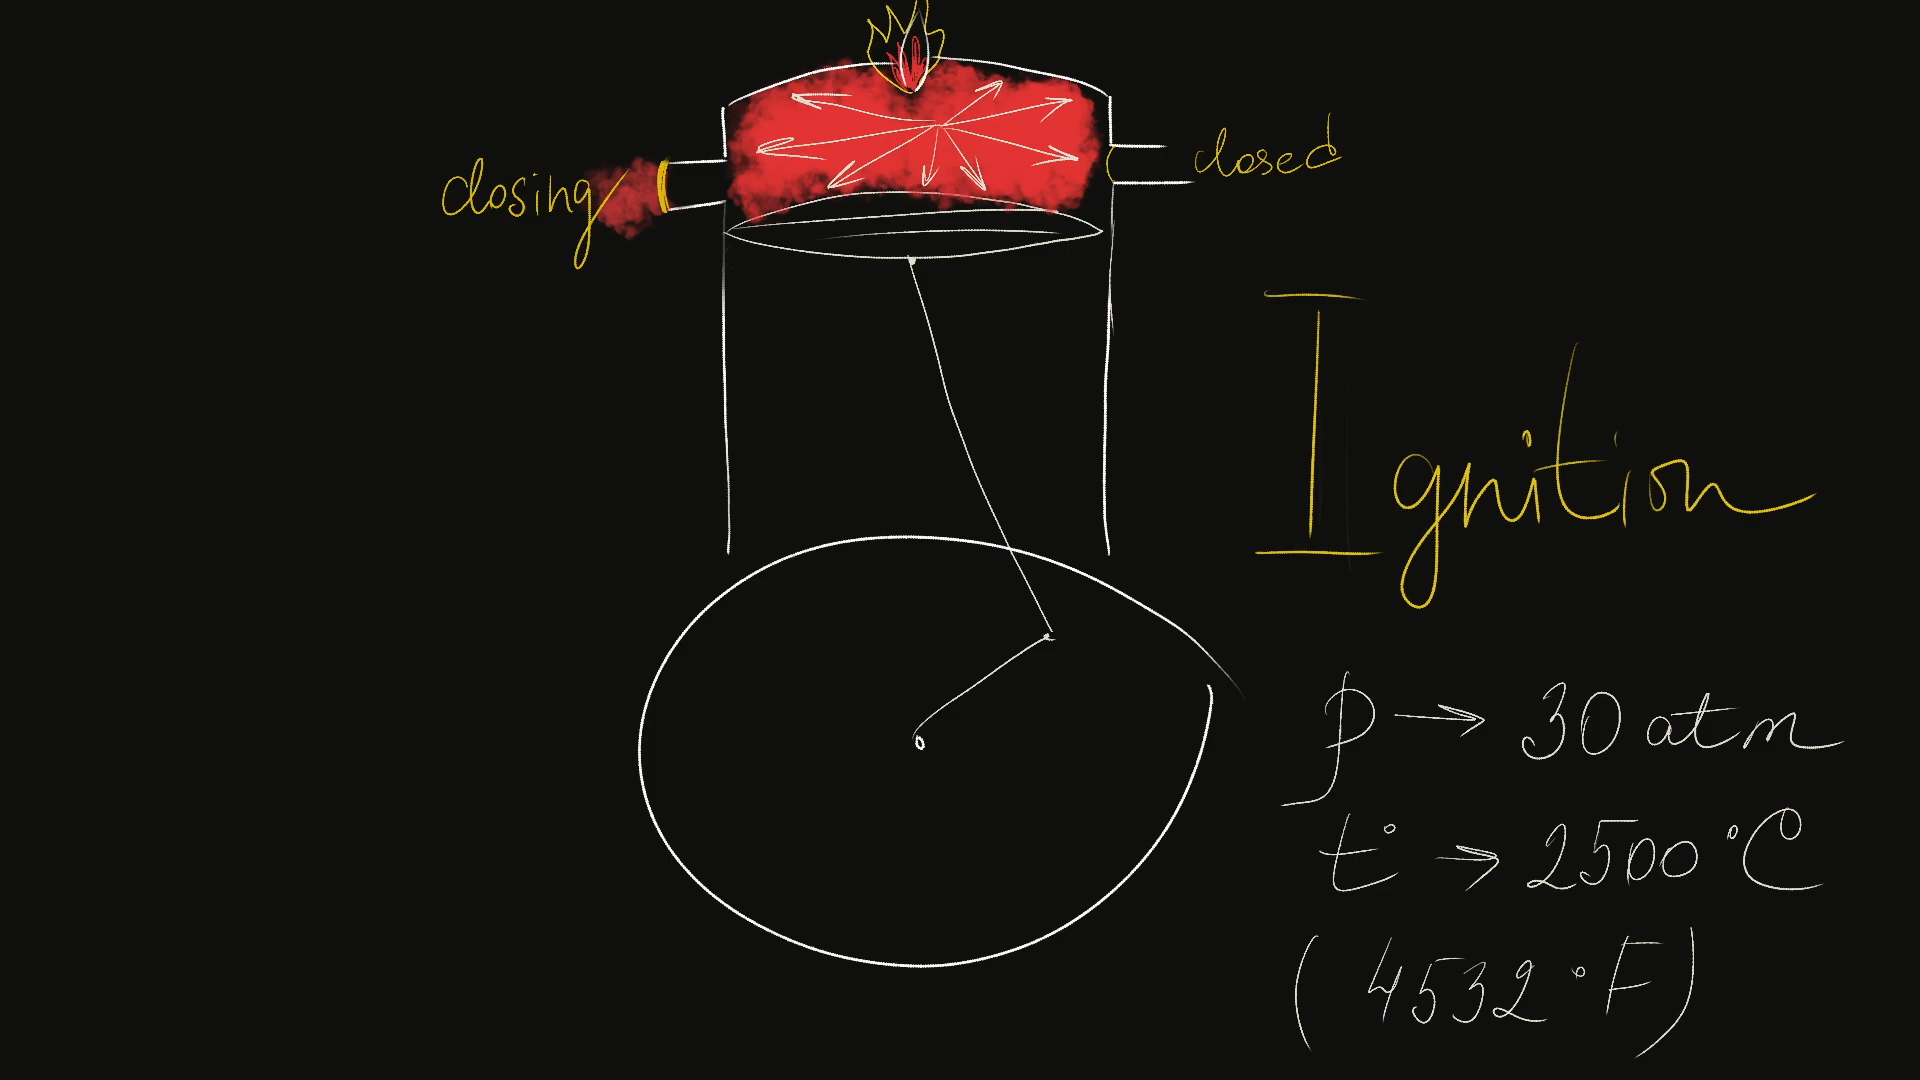 closing
closed
Ignition
p → 30 atm
t° → 2500 °C
(4532 °F)